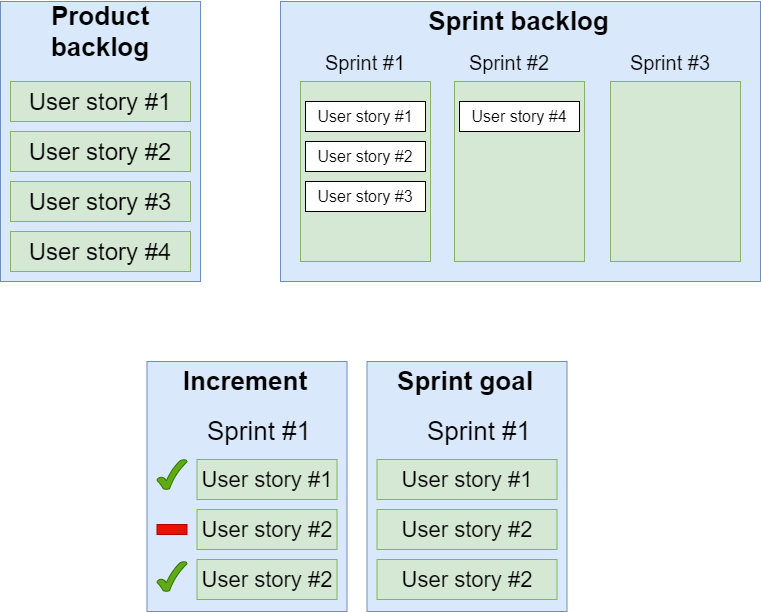 Product
backlog
User story #1
User story #2
User story #3
User story #4
Sprint backlog
Sprint #1
Sprint #2
Sprint #3
User story #1
User story #2
User story #3
User story #4
Increment
Sprint #1
User story #1
User story #2
User story #2
Sprint goal
Sprint #1
User story #1
User story #2
User story #2